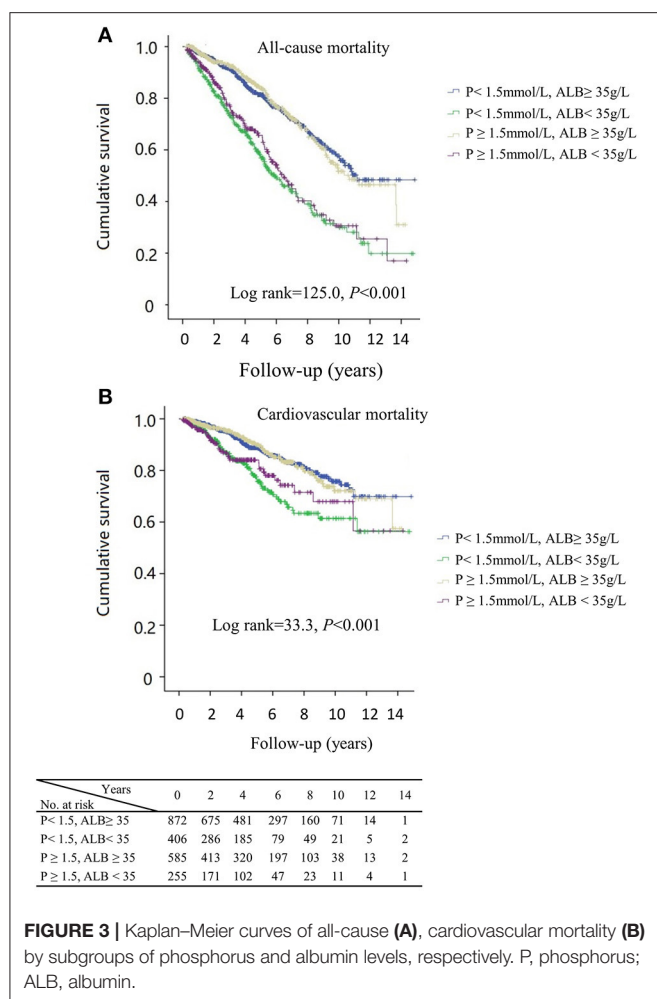 A
All-cause mortality
1.0
0.8
0.6
0.4
0.2
0
Cumulative survival
P< 1.5mmol/L, ALB≥ 35g/L
P< 1.5mmol/L, ALB< 35g/L
P ≥ 1.5mmol/L, ALB ≥ 35g/L
P ≥ 1.5mmol/L, ALB < 35g/L
Log rank=125.0, P<0.001
0 2 4 6 8 10 12 14
Follow-up (years)
B
Cardiovascular mortality
1.0
0.8
0.6
0.4
0.2
0
Cumulative survival
P< 1.5mmol/L, ALB≥ 35g/L
P< 1.5mmol/L, ALB< 35g/L
P ≥ 1.5mmol/L, ALB ≥ 35g/L
P ≥ 1.5mmol/L, ALB < 35g/L
Log rank=33.3, P<0.001
0 2 4 6 8 10 12 14
Follow-up (years)
Years 0 2 4 6 8 10 12 14
No. at risk
P< 1.5, ALB≥ 35 872 675 481 297 160 71 14 1
P< 1.5, ALB< 35 406 286 185 79 49 21 5 2
P ≥ 1.5, ALB ≥ 35 585 413 320 197 103 38 13 2
P ≥ 1.5, ALB < 35 255 171 102 47 23 11 4 1
FIGURE 3 | Kaplan–Meier curves of all-cause (A), cardiovascular mortality (B)
by subgroups of phosphorus and albumin levels, respectively. P, phosphorus;
ALB, albumin.